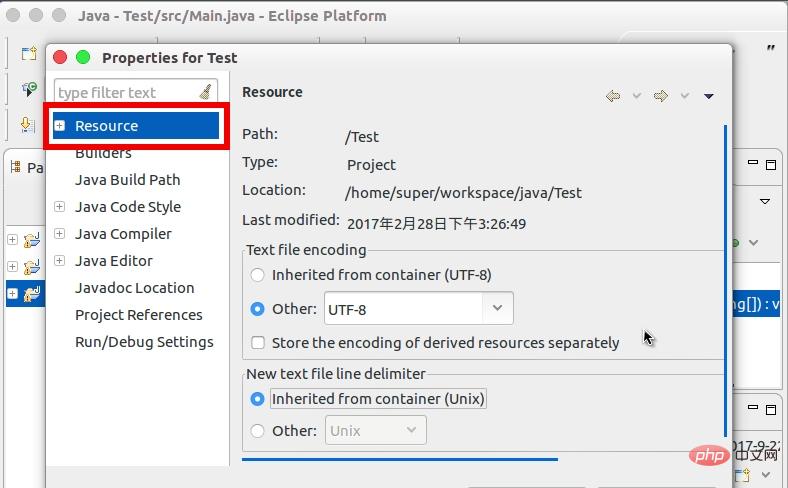 Java - Test/src/Main.java - Eclipse Platform
Properties for Test
type filter text
Resource
Builders
Java Build Path
Java Code Style
Java Compiler
Java Editor
Javadoc Location
Project References
Run/Debug Settings
Resource
Path: /Test
Type: Project
Location: /home/super/workspace/java/Test
Last modified: 2017年2月28日下午3:26:49
Text file encoding
Inherited from container (UTF-8)
Other: UTF-8
Store the encoding of derived resources separately
New text file line delimiter
Inherited from container (Unix)
Other: Unix
Pa
ng[]) : v
2017-9-22
php 中文网